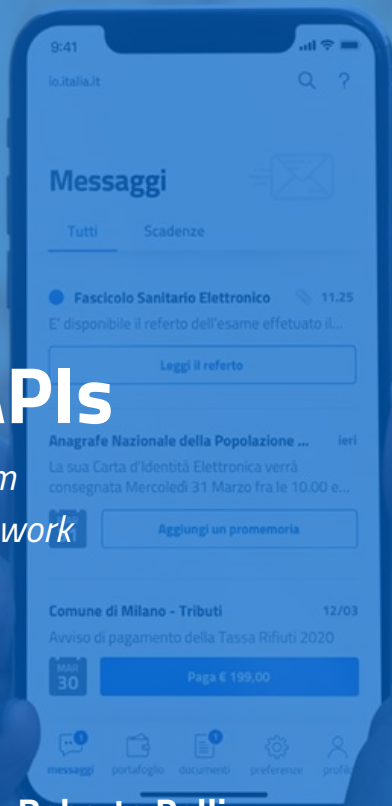 9:41
io.italia.it
?
Messaggi
Tutti Scadenze
Fascicolo Sanitario Elettronico 11.25
E' disponibile il referto dell'esame effetuato il...
Leggi il referto
APIs
Anagrafe Nazionale della Popolazione ... ieri
La sua Carta d'Identità Elettronica verrà
consegnata Mercoledì 31 Marzo fra le 10.00 e...
work
Aggiungi un promemoria
Comune di Milano - Tributi 12/03
Avviso di pagamento della Tassa Rifiuti 2020
MAR
30
Paga € 199,00
1
1
messaggi portafoglio documenti preferenze profilo